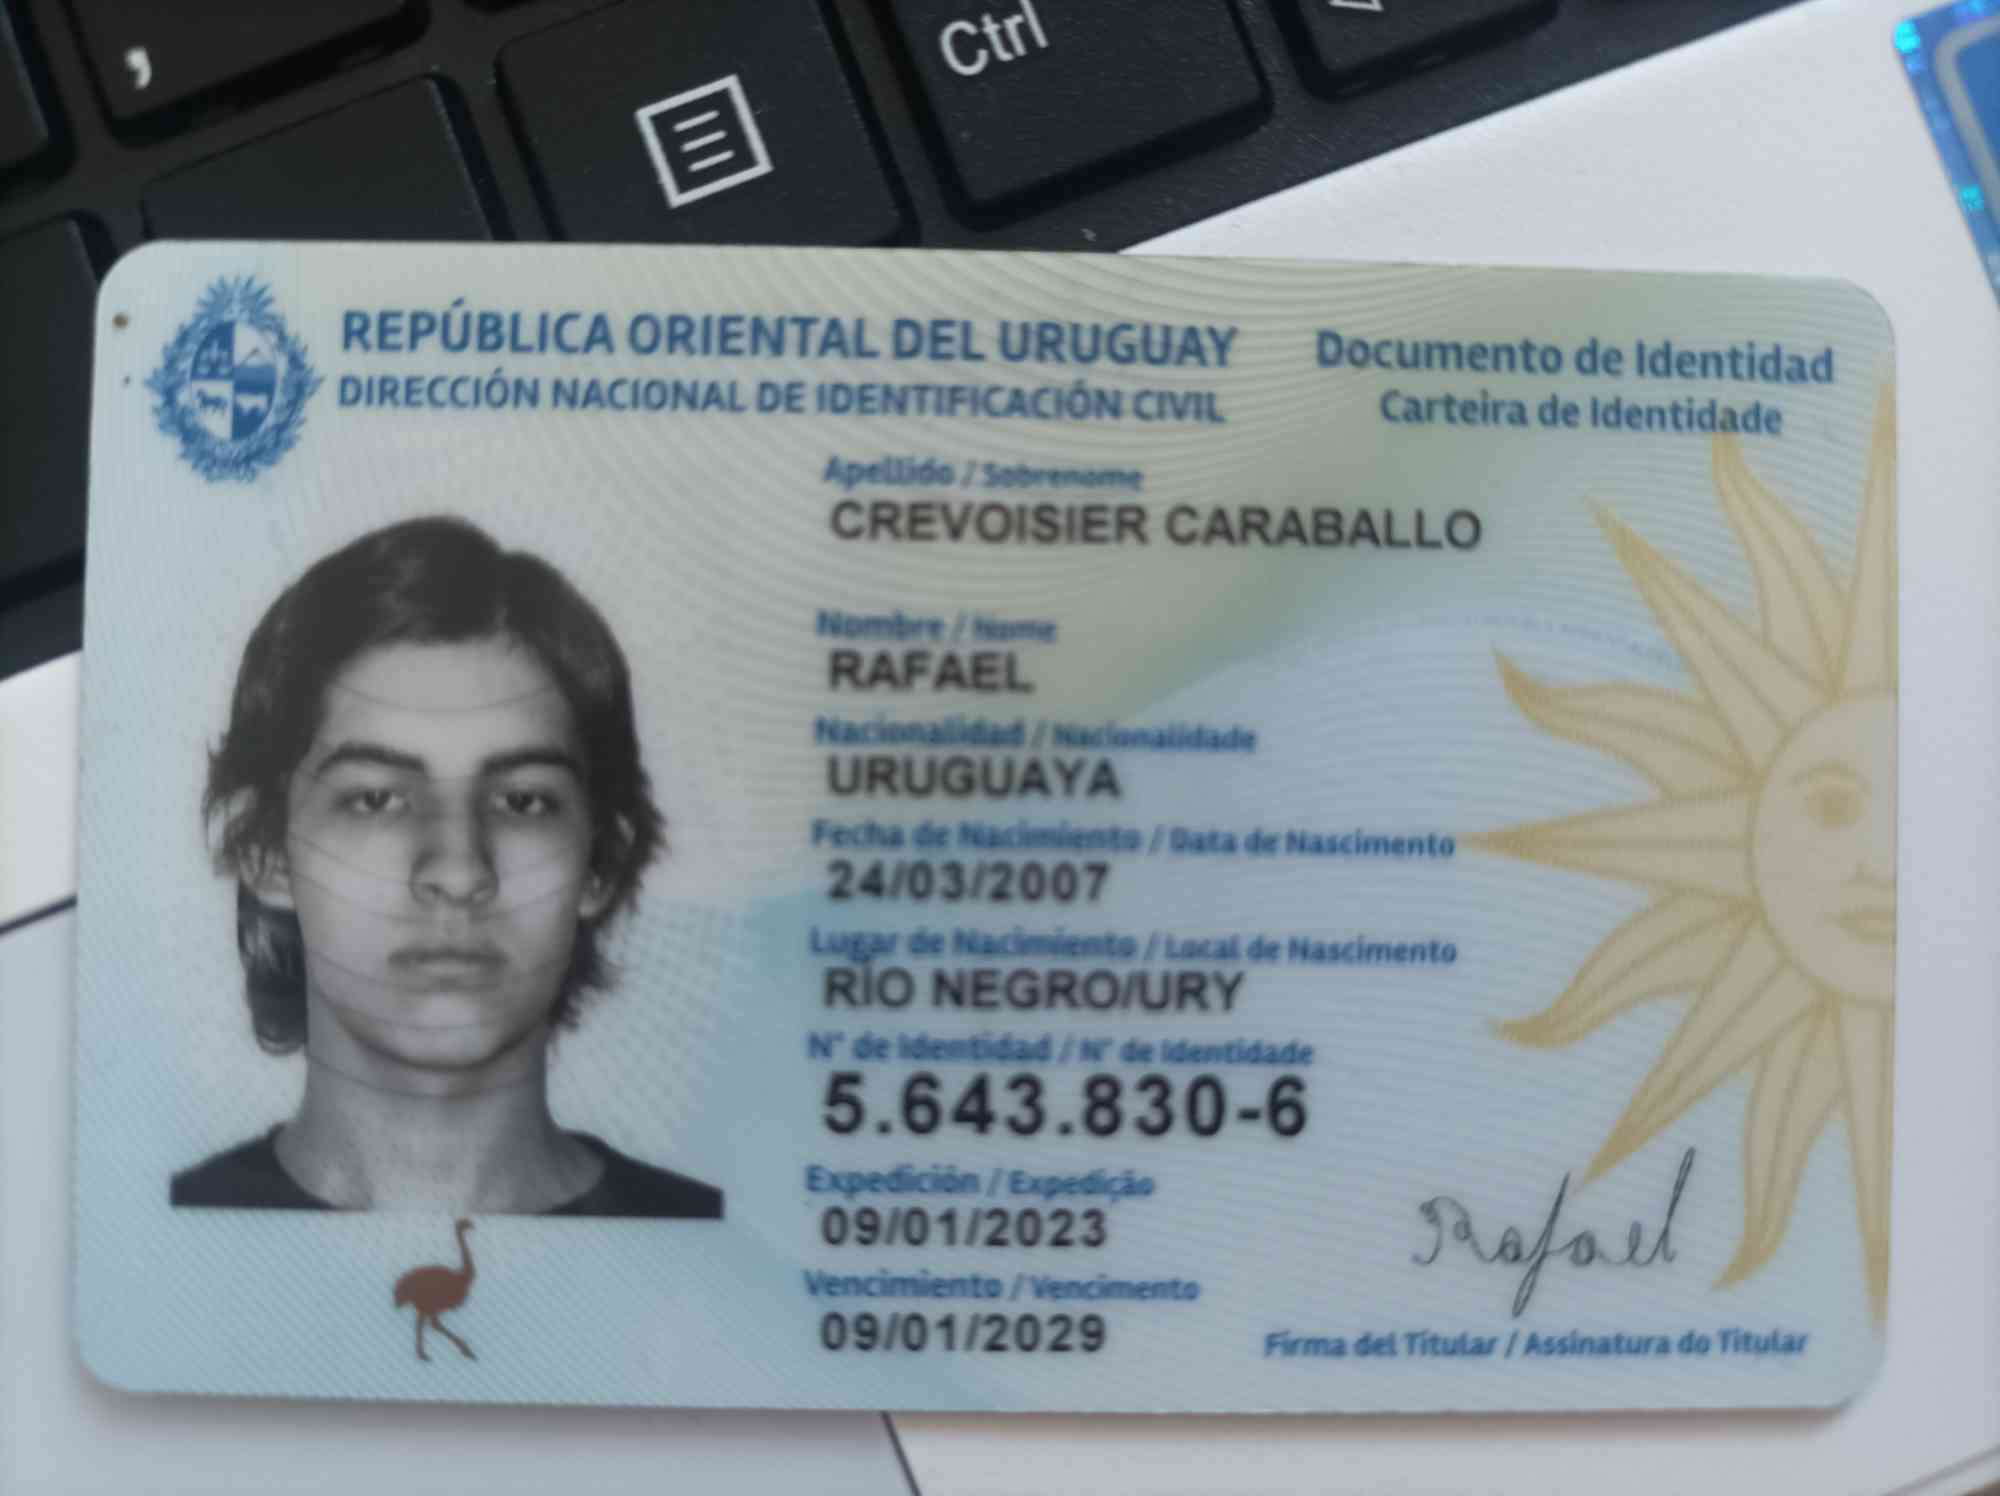 ,
Ctrl
REPÚBLICA ORIENTAL DEL URUGUAY
DIRECCIÓN NACIONAL DE IDENTIFICACIÓN CIVIL
Documento de Identidad
Carteira de Identidade
Apellido / Sobrenome
CREVOISIER CARABALLO
Nombre / Nome
RAFAEL
Nacionalidad / Nacionalidade
URUGUAYA
Fecha de Nacimiento / Data de Nascimento
24/03/2007
Lugar de Nacimiento / Local de Nascimento
RÍO NEGRO/URY
N° de Identidad / N° de Identidade
5.643.830-6
Expedición / Expedição
09/01/2023
Vencimiento / Vencimento
09/01/2029
Rafael
Firma del Titular / Assinatura do Titular